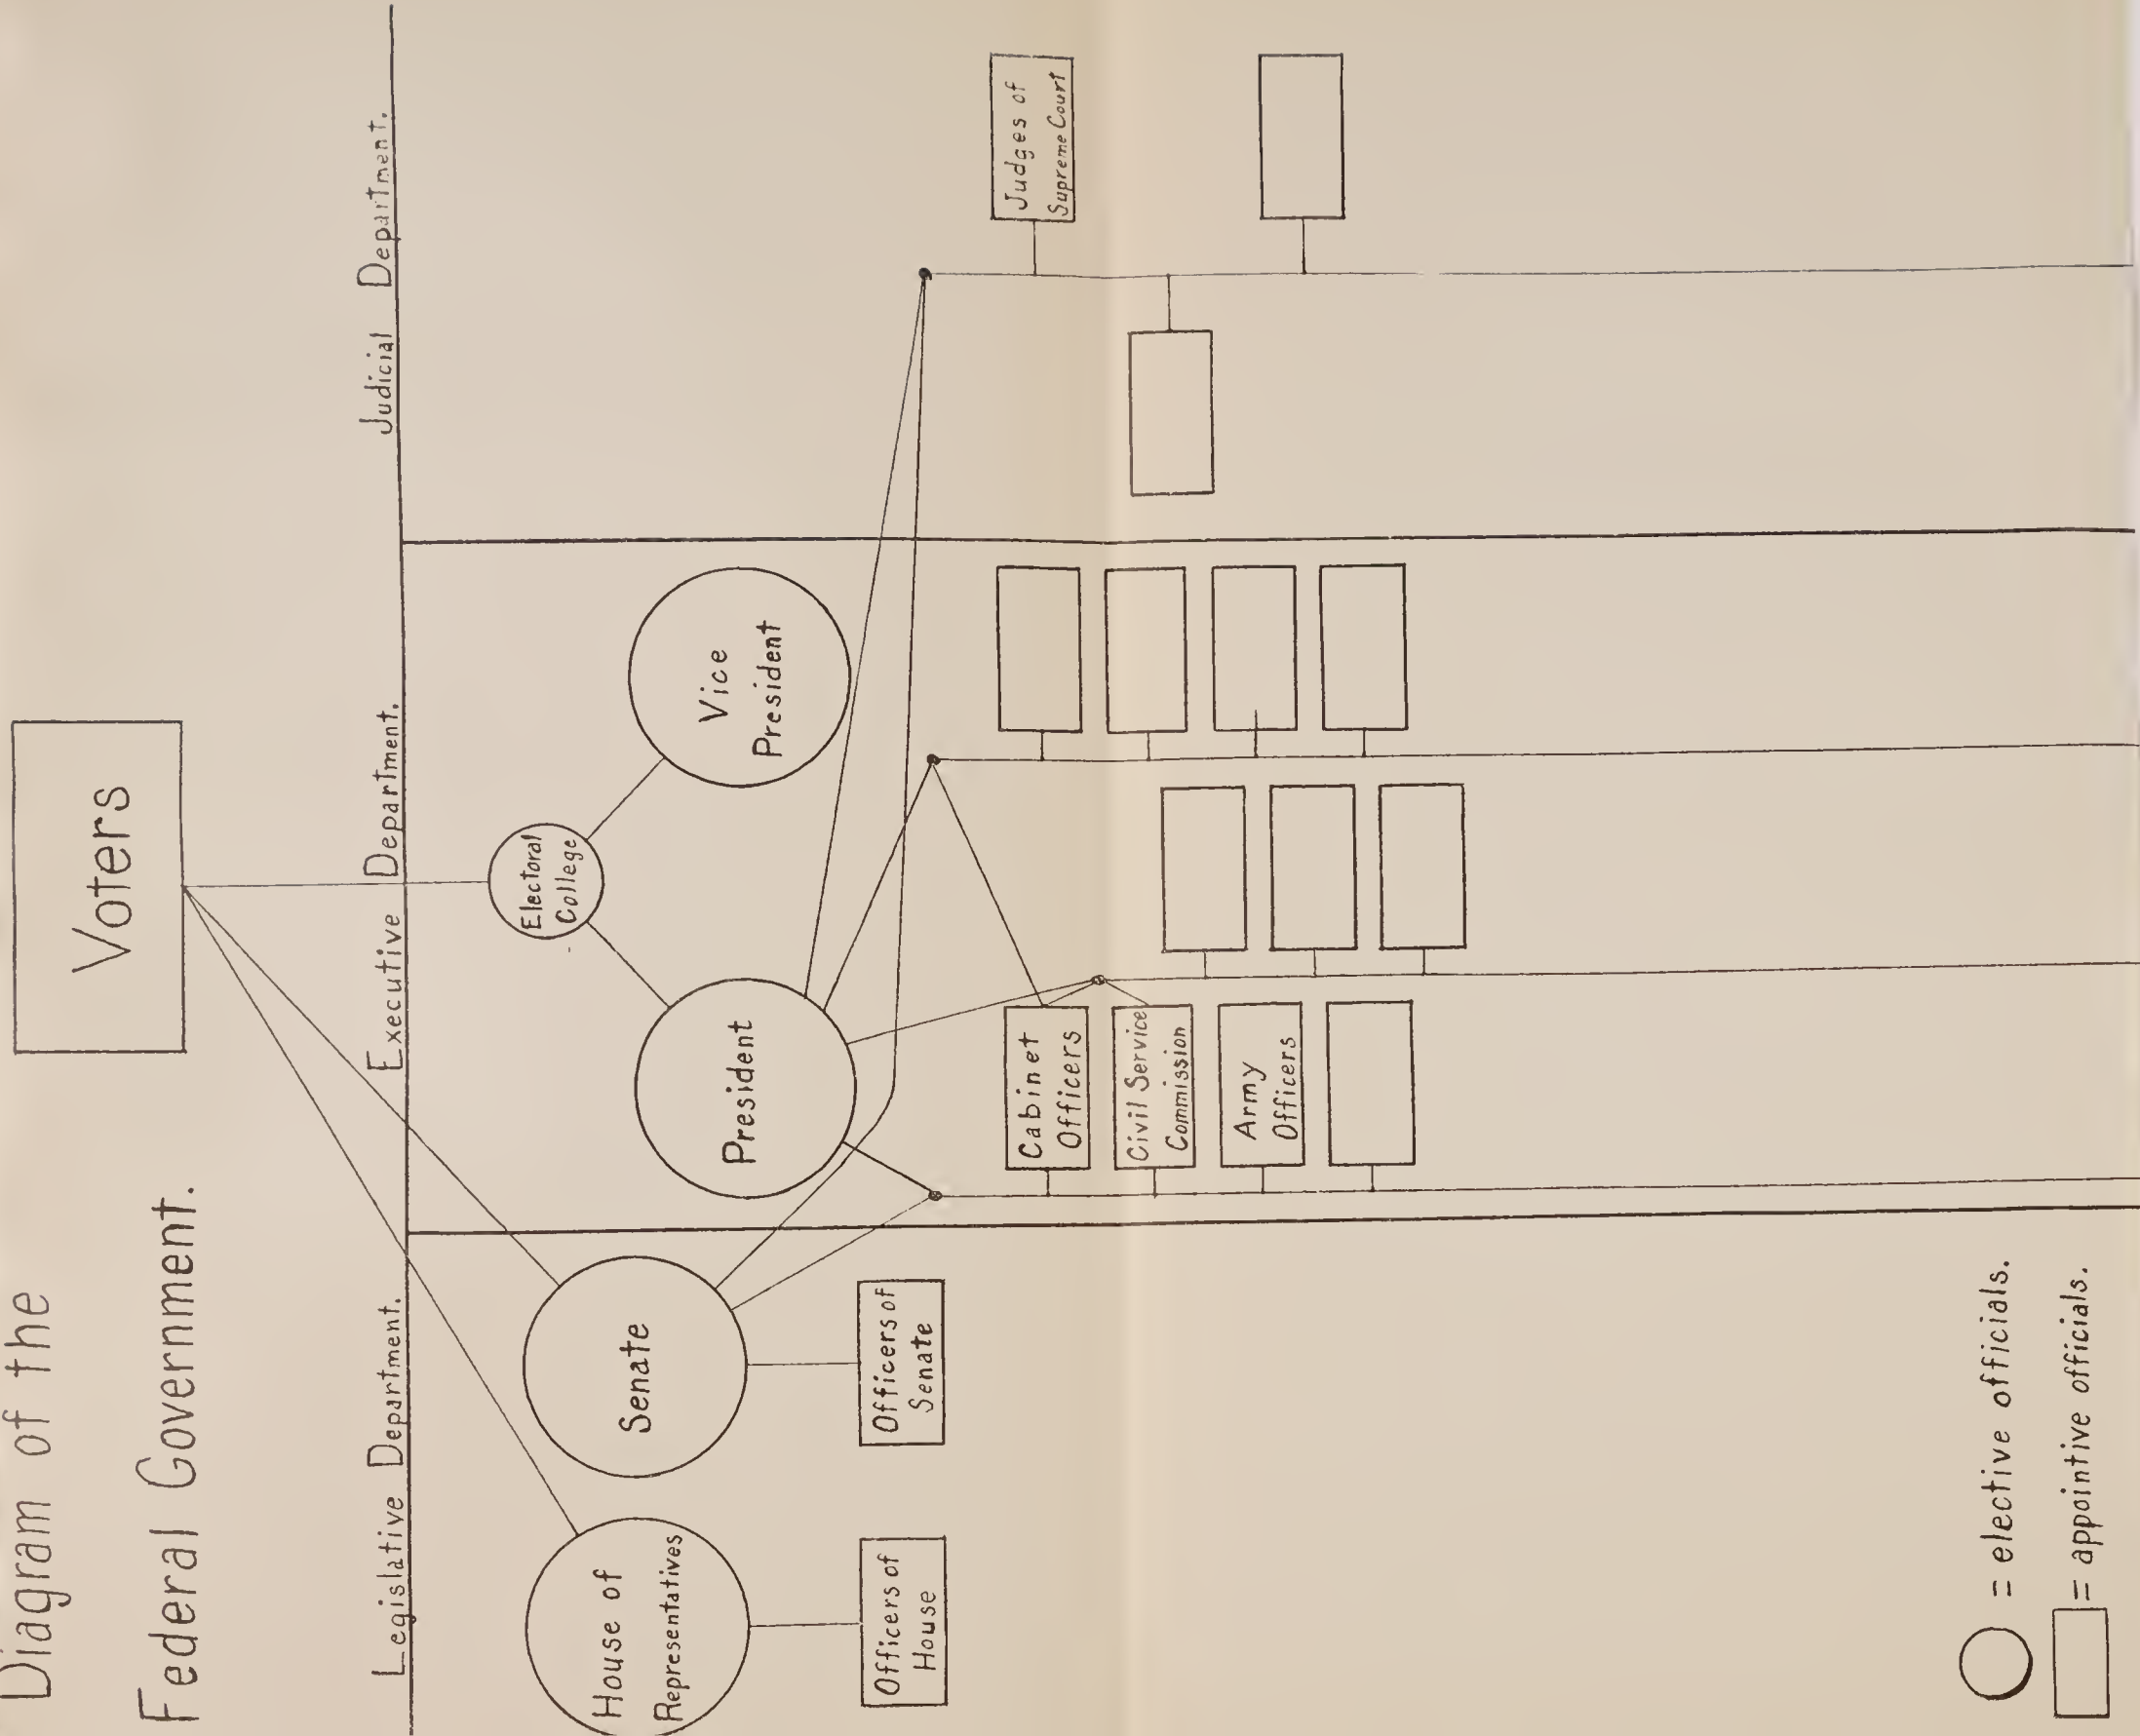 Diagram of the
Federal Government.
Voters
Legislative Department.
Executive Department.
Judicial Department.
House of
Representatives
Senate
Electoral
College
President
Vice
President
Officers of
House
Officers of
Senate
Cabinet
Officers
Civil Service
Commission
Army
Officers
Judges of
Supreme Court
= elective officials.
= appointive officials.